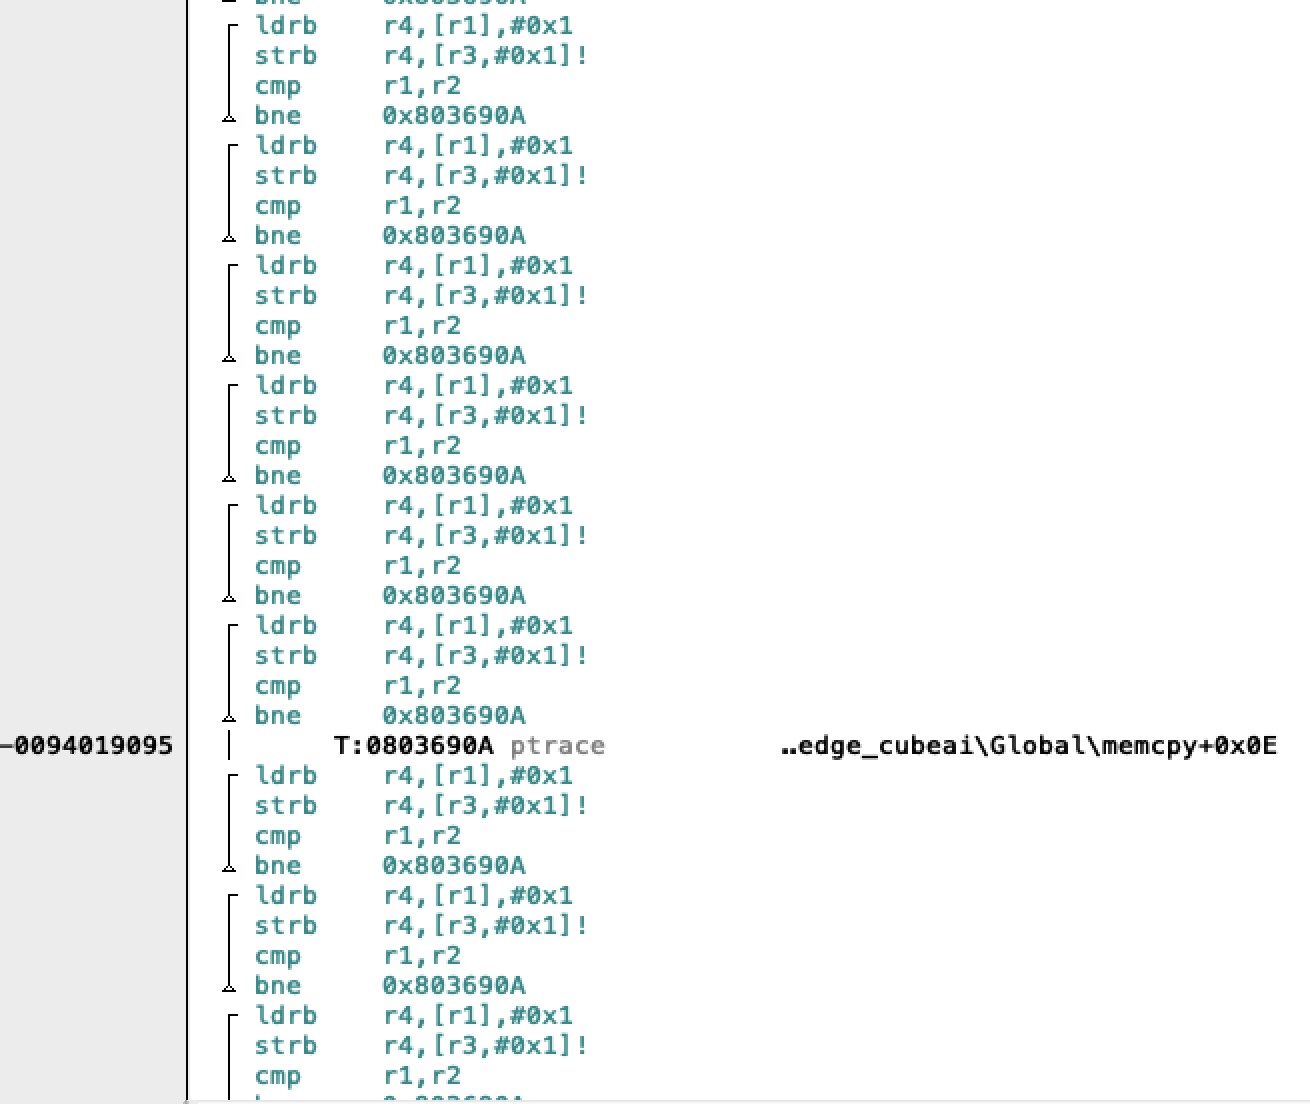 bne 0x803690A
ldrb r4,[r1],#0x1
strb r4,[r3,#0x1]!
cmp r1,r2
bne 0x803690A
ldrb r4,[r1],#0x1
strb r4,[r3,#0x1]!
cmp r1,r2
bne 0x803690A
ldrb r4,[r1],#0x1
strb r4,[r3,#0x1]!
cmp r1,r2
bne 0x803690A
ldrb r4,[r1],#0x1
strb r4,[r3,#0x1]!
cmp r1,r2
bne 0x803690A
ldrb r4,[r1],#0x1
strb r4,[r3,#0x1]!
cmp r1,r2
bne 0x803690A
ldrb r4,[r1],#0x1
strb r4,[r3,#0x1]!
cmp r1,r2
bne 0x803690A
-0094019095 T:0803690A ptrace ..edge_cubeai\Global\memcpy+0x0E
ldrb r4,[r1],#0x1
strb r4,[r3,#0x1]!
cmp r1,r2
bne 0x803690A
ldrb r4,[r1],#0x1
strb r4,[r3,#0x1]!
cmp r1,r2
bne 0x803690A
ldrb r4,[r1],#0x1
strb r4,[r3,#0x1]!
cmp r1,r2